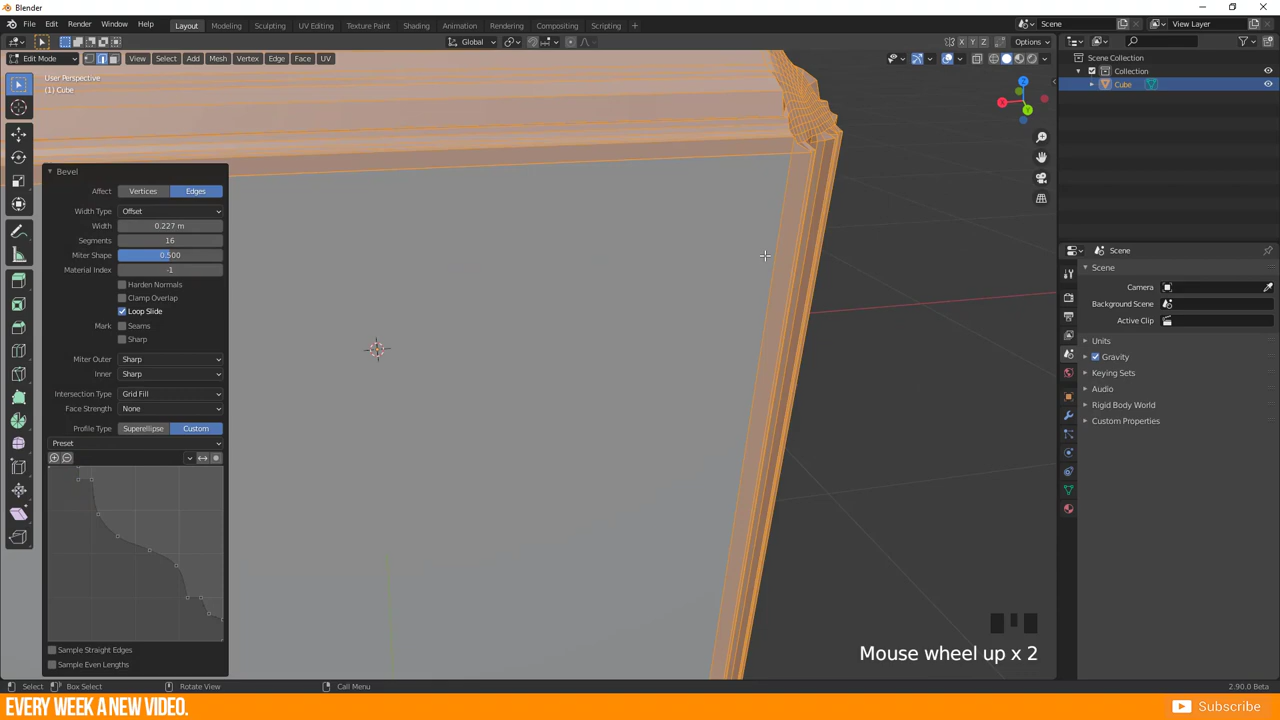 Blender
File Edit Render Window Help Layout Modeling Sculpting UV Editing Texture Paint Shading Animation Rendering Compositing Scripting + Scene View Layer
Global Options
Edit Mode View Select Add Mesh Vertex Edge Face UV X Y Z
User Perspective
(1) Cube
Scene Collection
Collection
Cube
Z
X
Y
Bevel
Affect Vertices Edges
Width Type Offset
Width 0.227 m
Segments 16
Miter Shape 0.500
Material Index -1
Harden Normals
Clamp Overlap
Loop Slide
Mark Seams
Sharp
Miter Outer Sharp
Inner Sharp
Intersection Type Grid Fill
Face Strength None
Profile Type Superellipse Custom
Preset
Sample Straight Edges
Sample Even Lengths
Scene
Scene
Camera
Background Scene
Active Clip
Units
Gravity
Keying Sets
Audio
Rigid Body World
Custom Properties
Mouse wheel up x 2
Select Box Select Rotate View Call Menu 2.90.0 Beta
EVERY WEEK A NEW VIDEO. Subscribe